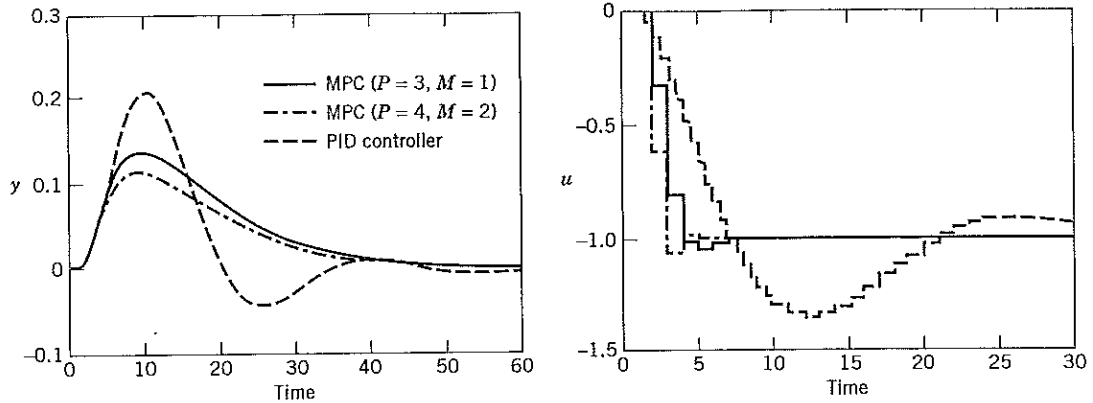 0.3
0.2
y 0.1
0
−0.1
0 10 20 30 40 50 60
Time
MPC (P = 3, M = 1)
MPC (P = 4, M = 2)
PID controller
0
−0.5
u
−1.0
−1.5
0 5 10 15 20 25 30
Time